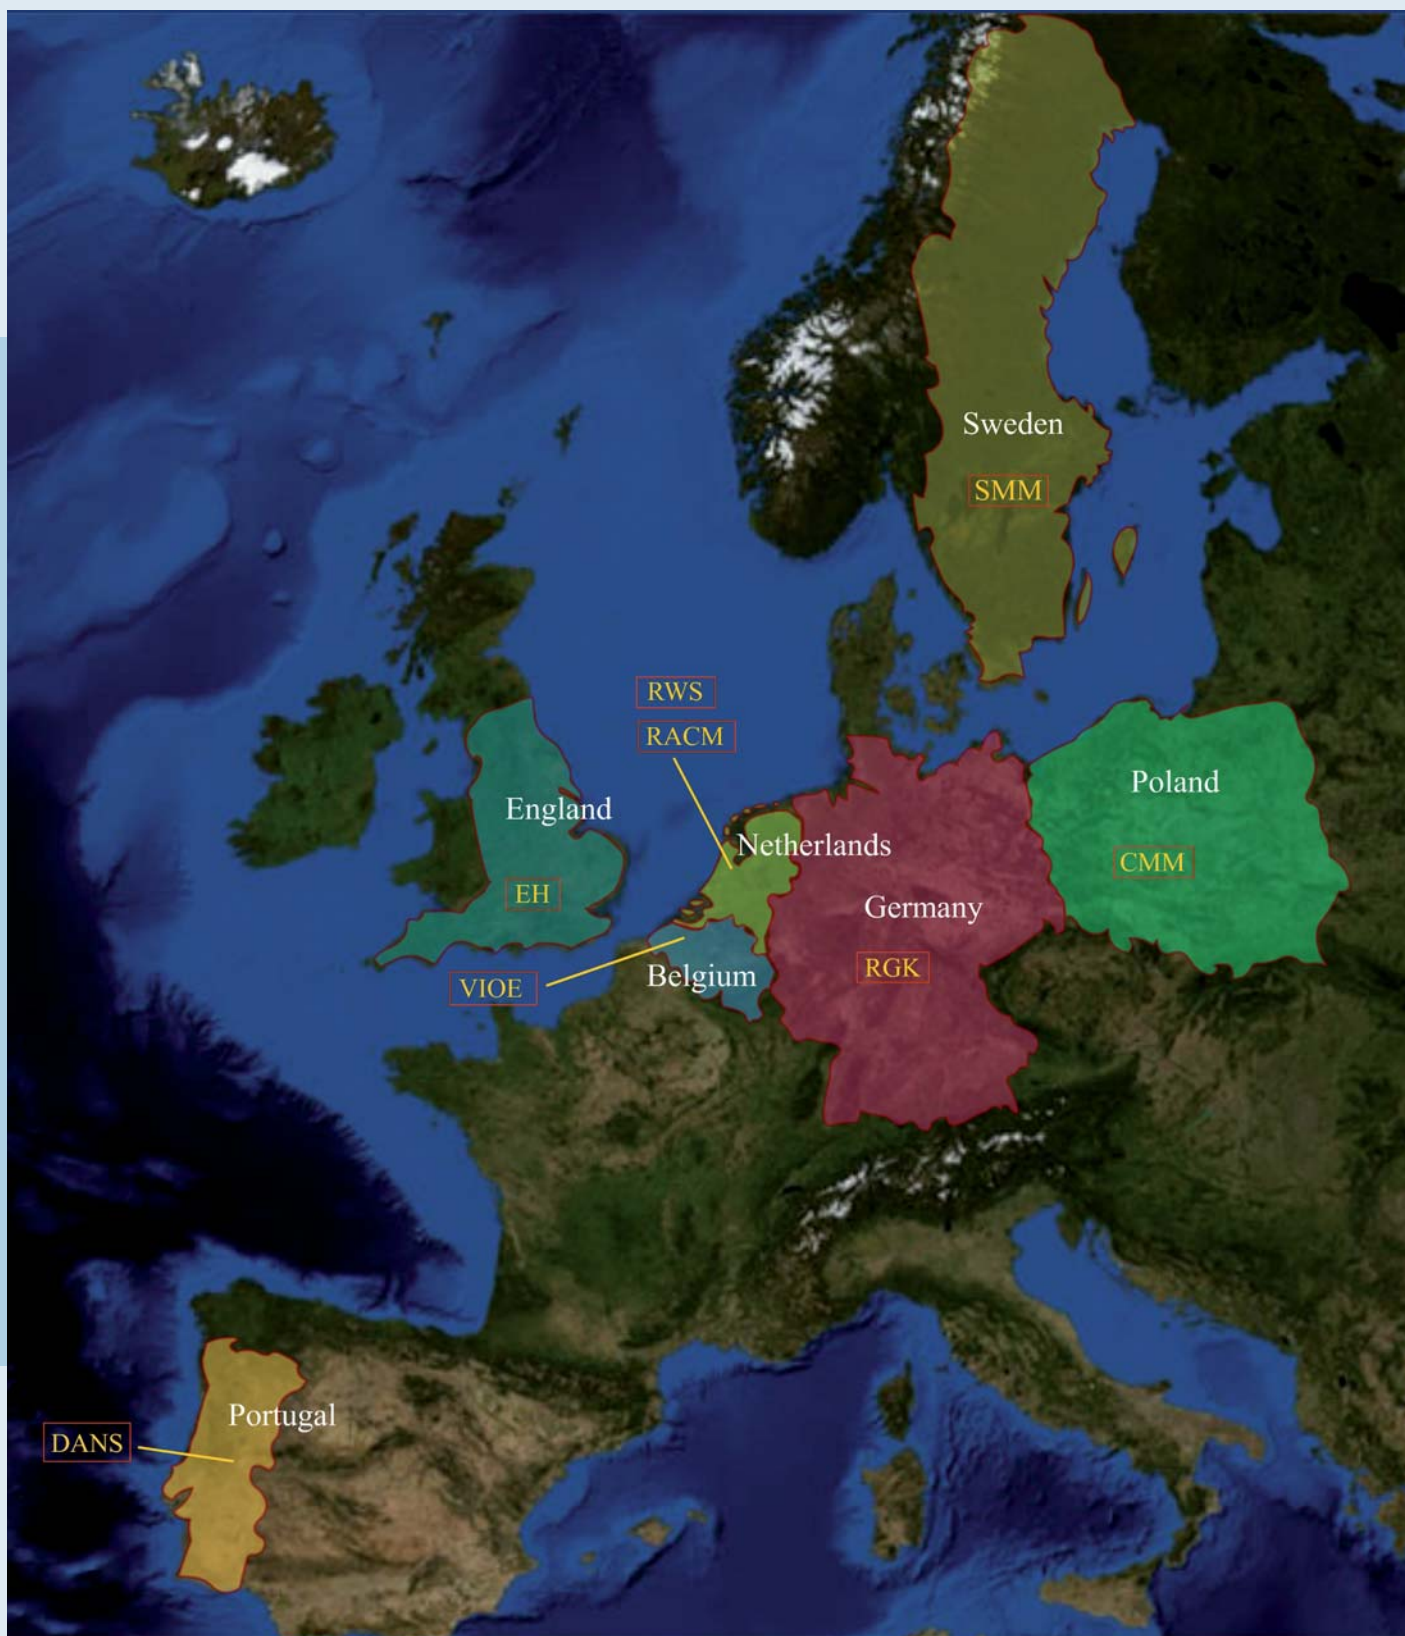 Sweden
SMM
RWS
RACM
Poland
England
Netherlands
CMM
EH
Germany
RGK
Belgium
VIOE
Portugal
DANS